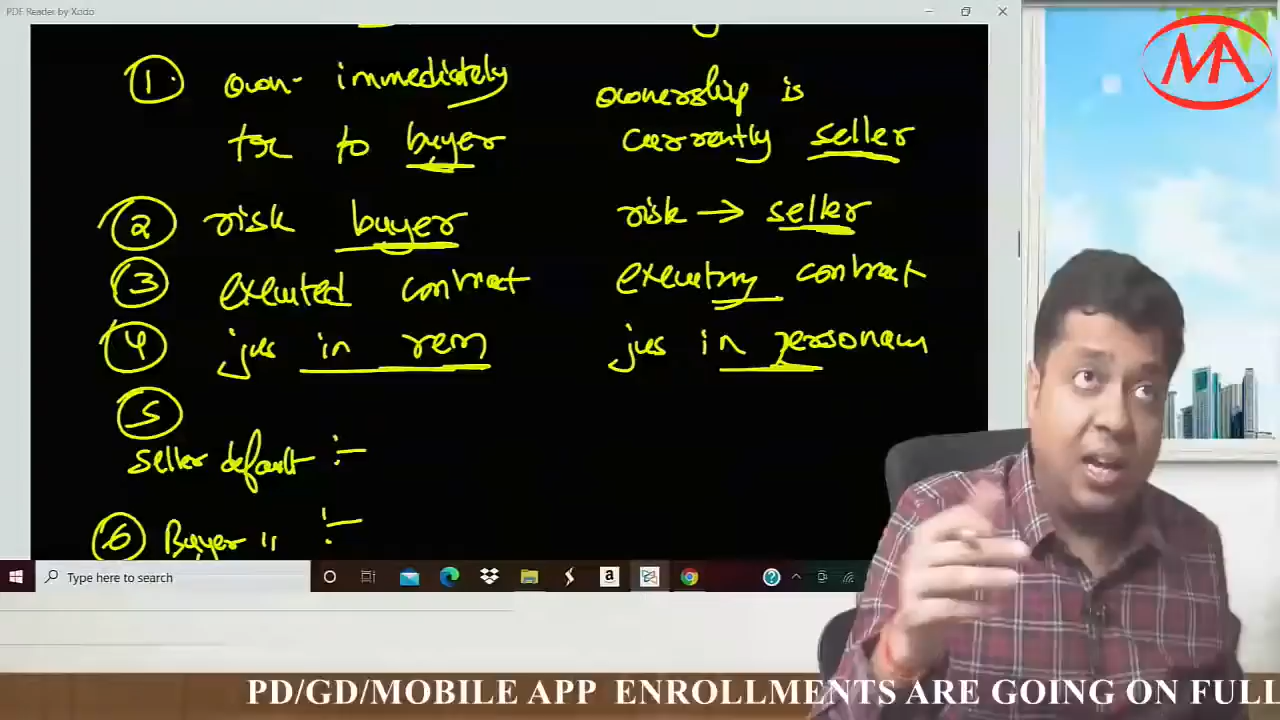 PDF Reader by Xodo
MA
① own- immediately ownership is
tsr to buyer currently seller
② risk buyer risk → seller
③ executed contract executory contract
④ jus in rem jus in personam
⑤
seller default :-
⑥ Buyer " :-
Type here to search
PD/GD/MOBILE APP ENROLLMENTS ARE GOING ON FULL